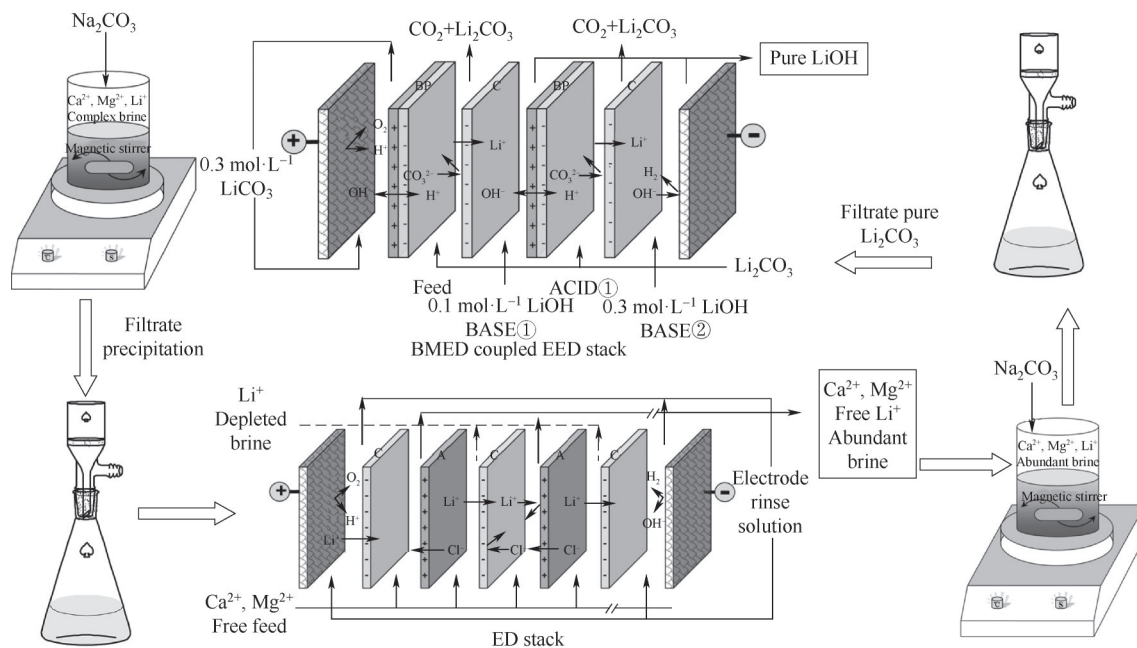 Na₂CO₃
Ca²⁺, Mg²⁺, Li⁺
Complex brine
Magnetic stirrer
Filtrate
precipitation
CO₂+Li₂CO₃
CO₂+Li₂CO₃
Pure LiOH
BP
C
BP
C
O₂
H⁺
OH⁻
H⁺
CO₃²⁻
Li⁺
OH⁻
H⁺
CO₃²⁻
Li⁺
H₂
OH⁻
0.3 mol·L⁻¹
LiCO₃
Li₂CO₃
Feed
ACID①
0.1 mol·L⁻¹ LiOH
0.3 mol·L⁻¹ LiOH
BASE①
BASE②
BMED coupled EED stack
Filtrate pure
Li₂CO₃
Li⁺
Depleted
brine
C
A
C
A
C
O₂
H⁺
Li⁺
Li⁺
Li⁺
Li⁺
Li⁺
Cl⁻
Cl⁻
Cl⁻
H₂
OH⁻
Electrode
rinse
solution
Ca²⁺, Mg²⁺
Free feed
ED stack
Ca²⁺, Mg²⁺
Free Li⁺
Abundant
brine
Na₂CO₃
Ca²⁺, Mg²⁺, Li⁺
Abundant brine
Magnetic stirrer